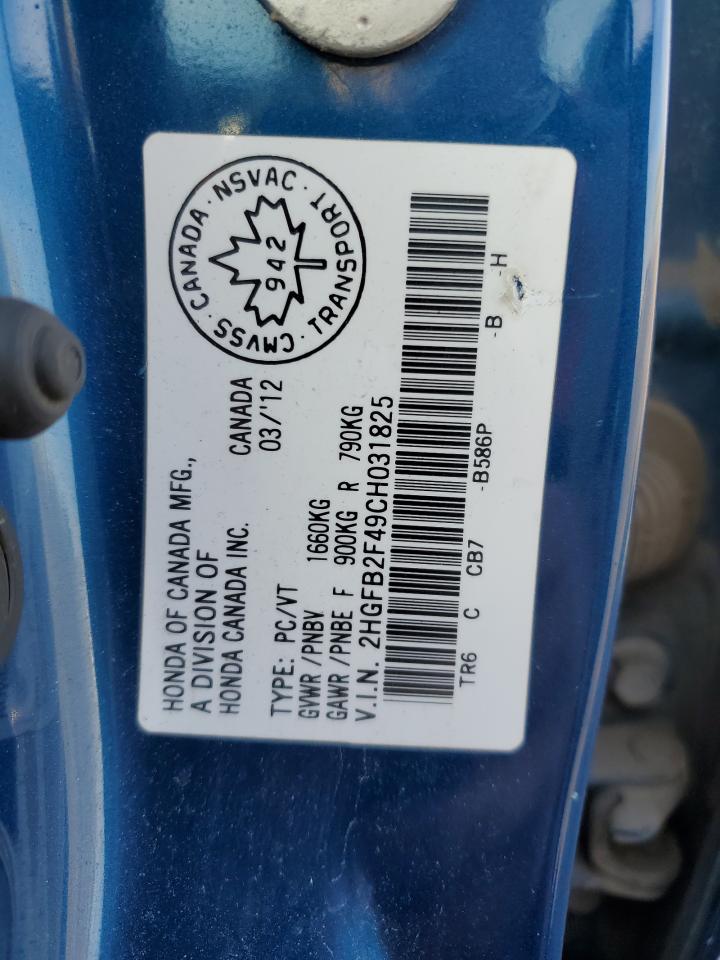 HONDA OF CANADA MFG.,
A DIVISION OF
HONDA CANADA INC.
CANADA
03/'12
CANADA · NSVAC ·
TRANSPORT · CMVSS ·
942
TYPE: PC/VT
GVWR /PNBV 1660KG
GAWR /PNBE F 900KG R 790KG
V.I.N. 2HGFB2F49CH031825
TR6 C CB7 -B586P -B -H